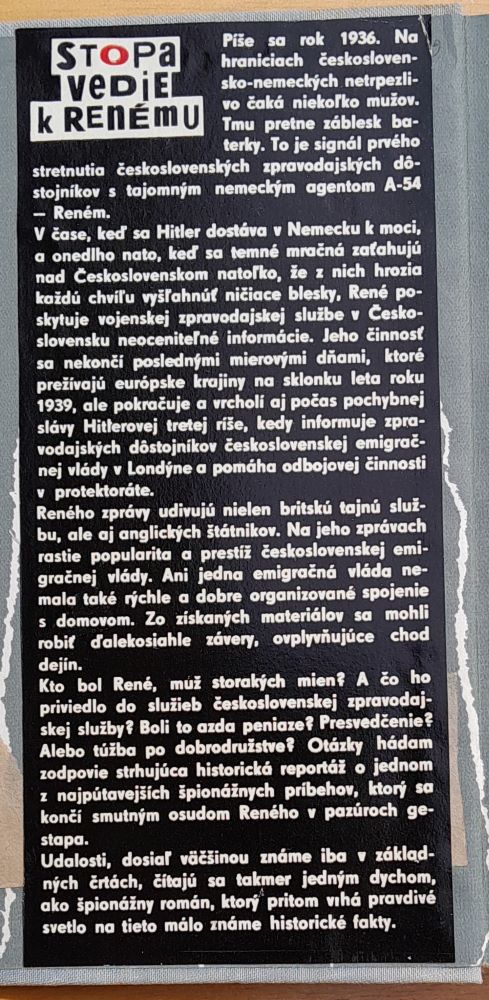 STOPA
VEDIE
K RENÉMU
Píše sa rok 1936. Na
hraniciach českosloven-
sko-nemeckých netrpezli-
vo čaká niekoľko mužov.
Tmu pretne záblesk ba-
terky. To je signál prvého
stretnutia československých zpravodajských dô-
stojníkov s tajomným nemeckým agentom A-54
— Reném.
V čase, keď sa Hitler dostáva v Nemecku k moci,
a onedlho nato, keď sa temné mračná zaťahujú
nad Československom natoľko, že z nich hrozia
každú chvíľu vyšľahnúť ničiace blesky, René po-
skytuje vojenskej zpravodajskej službe v Česko-
slovensku neoceniteľné informácie. Jeho činnosť
sa nekončí poslednými mierovými dňami, ktoré
prežívajú európske krajiny na sklonku leta roku
1939, ale pokračuje a vrcholí aj počas pochybnej
slávy Hitlerovej tretej ríše, kedy informuje zpra-
vodajských dôstojníkov československej emigrač-
nej vlády v Londýne a pomáha odbojovej činnosti
v protektoráte.
Reného zprávy udivujú nielen britskú tajnú služ-
bu, ale aj anglických štátnikov. Na jeho zprávach
rastie popularita a prestíž československej emi-
gračnej vlády. Ani jedna emigračná vláda ne-
mala také rýchle a dobre organizované spojenie
s domovom. Zo získaných materiálov sa mohli
robiť ďalekosiahle závery, ovplyvňujúce chod
dejín.
Kto bol René, muž storakých mien? A čo ho
priviedlo do služieb československej zpravodaj-
skej služby? Boli to azda peniaze? Presvedčenie?
Alebo túžba po dobrodružstve? Otázky hádam
zodpovie strhujúca historická reportáž o jednom
z najpútavejších špionážnych príbehov, ktorý sa
končí smutným osudom Reného v pazúroch ge-
stapa.
Udalosti, dosiaľ väčšinou známe iba v základ-
ných črtách, čítajú sa takmer jedným dychom,
ako špionážny román, ktorý pritom vrhá pravdivé
svetlo na tieto málo známe historické fakty.